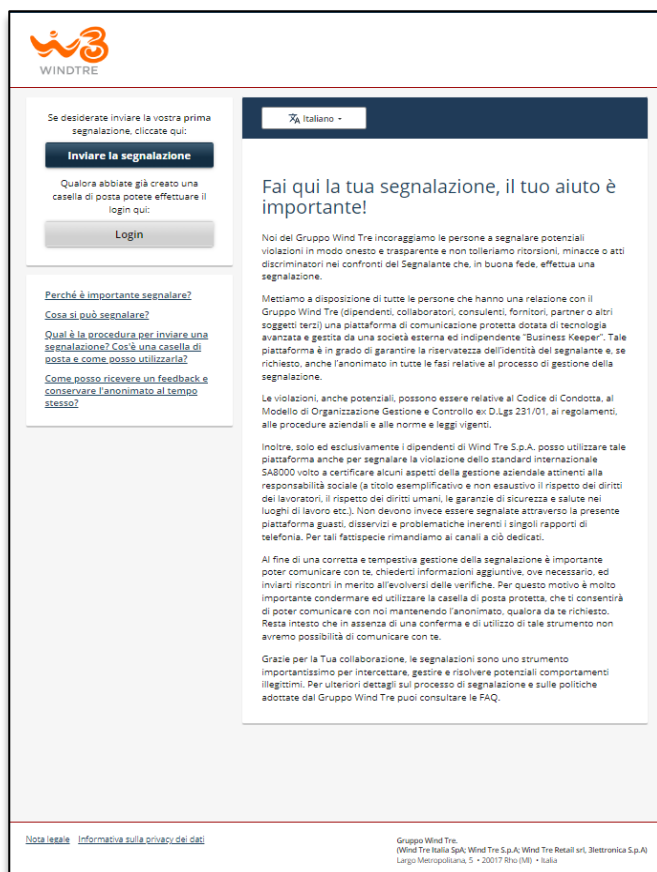 WINDTRE
Se desiderate inviare la vostra prima
segnalazione, cliccate qui:
Inviare la segnalazione
Qualora abbiate già creato una
casella di posta potete effettuare il
login qui:
Login
Perché è importante segnalare?
Cosa si può segnalare?
Qual è la procedura per inviare una
segnalazione? Cos'è una casella di
posta e come posso utilizzarla?
Come posso ricevere un feedback e
conservare l'anonimato al tempo
stesso?
Italiano
Fai qui la tua segnalazione, il tuo aiuto è
importante!
Noi del Gruppo Wind Tre incoraggiamo le persone a segnalare potenziali
violazioni in modo onesto e trasparente e non tolleriamo ritorsioni, minacce o atti
discriminatori nei confronti del Segnalante che, in buona fede, effettua una
segnalazione.
Mettiamo a disposizione di tutte le persone che hanno una relazione con il
Gruppo Wind Tre (dipendenti, collaboratori, consulenti, fornitori, partner o altri
soggetti terzi) una piattaforma di comunicazione protetta dotata di tecnologia
avanzata e gestita da una società esterna ed indipendente "Business Keeper". Tale
piattaforma è in grado di garantire la riservatezza dell'identità del segnalante e, se
richiesto, anche l'anonimato in tutte le fasi relative al processo di gestione della
segnalazione.
Le violazioni, anche potenziali, possono essere relative al Codice di Condotta, al
Modello di Organizzazione Gestione e Controllo ex D.Lgs 231/01, ai regolamenti,
alle procedure aziendali e alle norme e leggi vigenti.
Inoltre, solo ed esclusivamente i dipendenti di Wind Tre S.p.A. posso utilizzare tale
piattaforma anche per segnalare la violazione dello standard internazionale
SA8000 volto a certificare alcuni aspetti della gestione aziendale attinenti alla
responsabilità sociale (a titolo esemplificativo e non esaustivo il rispetto dei diritti
dei lavoratori, il rispetto dei diritti umani, le garanzie di sicurezza e salute nei
luoghi di lavoro etc.). Non devono invece essere segnalate attraverso la presente
piattaforma guasti, disservizi e problematiche inerenti i singoli rapporti di
telefonia. Per tali fattispecie rimandiamo ai canali a ciò dedicati.
Al fine di una corretta e tempestiva gestione della segnalazione è importante
poter comunicare con te, chiederti informazioni aggiuntive, ove necessario, ed
inviarti riscontri in merito all'evolversi delle verifiche. Per questo motivo è molto
importante condermare ed utilizzare la casella di posta protetta, che ti consentirà
di poter comunicare con noi mantenendo l'anonimato, qualora da te richiesto.
Resta intesto che in assenza di una conferma e di utilizzo di tale strumento non
avremo possibilità di comunicare con te.
Grazie per la Tua collaborazione, le segnalazioni sono uno strumento
importantissimo per intercettare, gestire e risolvere potenziali comportamenti
illegittimi. Per ulteriori dettagli sul processo di segnalazione e sulle politiche
adottate dal Gruppo Wind Tre puoi consultare le FAQ.
Nota legale Informativa sulla privacy dei dati
Gruppo Wind Tre.
(Wind Tre Italia SpA; Wind Tre S.p.A; Wind Tre Retail srl, 3lettronica S.p.A)
Largo Metropolitana, 5 • 20017 Rho (MI) • Italia